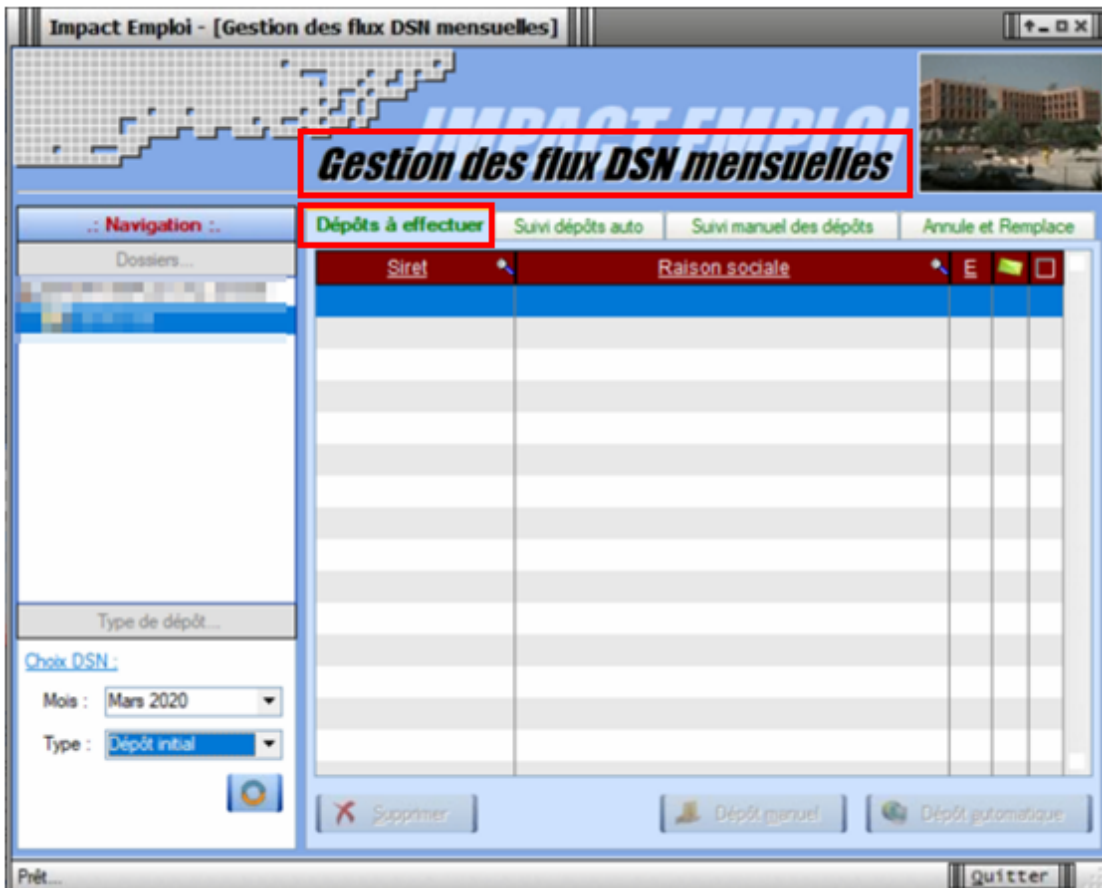 Impact Emploi - [Gestion des flux DSN mensuelles]
IMPACT EMPLOI
Gestion des flux DSN mensuelles
.: Navigation :.
Dépôts à effectuer Suivi dépôts auto Suivi manuel des dépôts Annule et Remplace
Dossiers...
Siret Raison sociale E
Type de dépôt...
Choix DSN :
Mois : Mars 2020
Type : Dépôt initial
Supprimer Dépôt manuel Dépôt automatique
Prêt...
Quitter